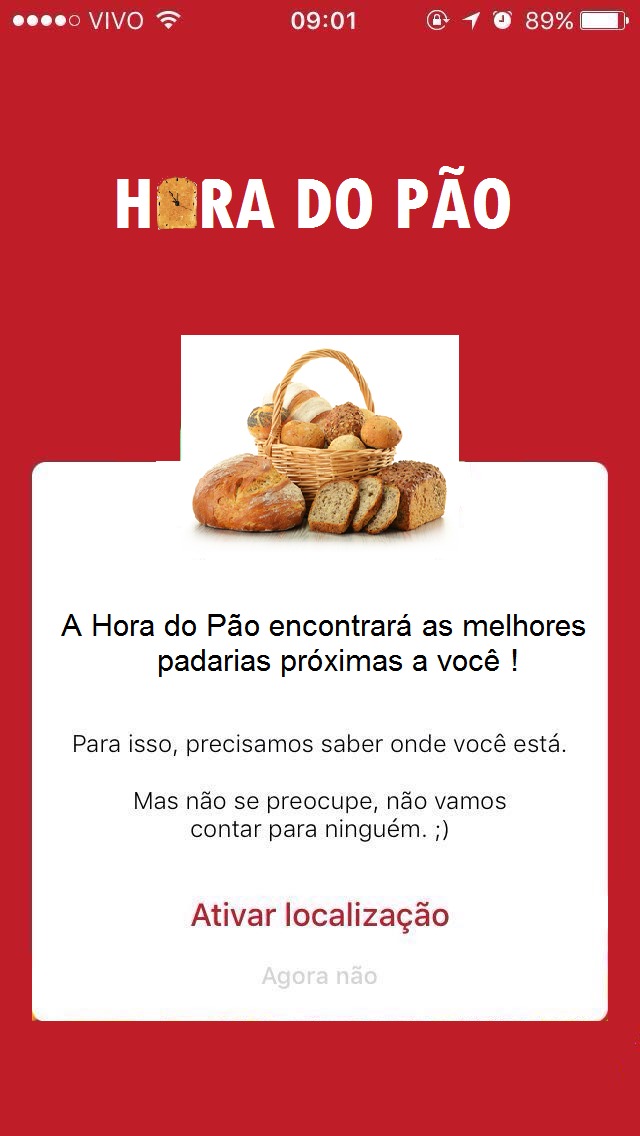 VIVO 09:01 89%
HORA DO PÃO
A Hora do Pão encontrará as melhores
padarias próximas a você !
Para isso, precisamos saber onde você está.
Mas não se preocupe, não vamos
contar para ninguém. ;)
Ativar localização
Agora não